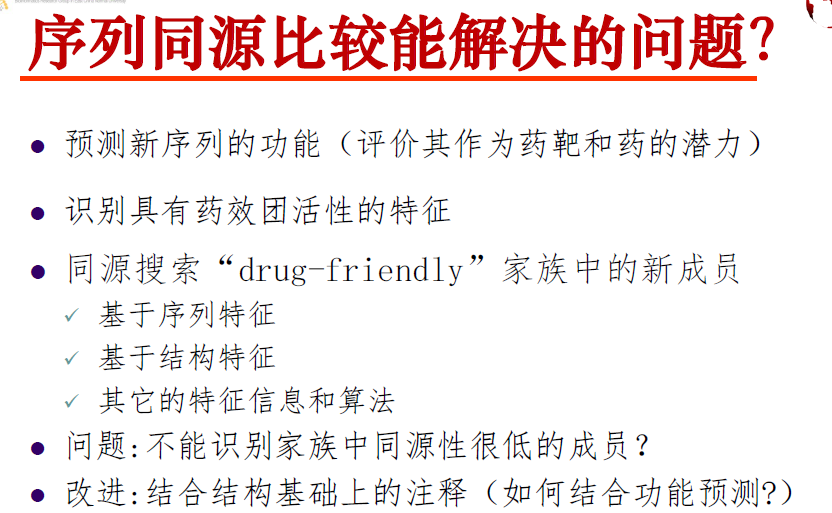 序列同源比较能解决的问题?
● 预测新序列的功能（评价其作为药靶和药的潜力）
● 识别具有药效团活性的特征
● 同源搜索“drug-friendly”家族中的新成员
✓ 基于序列特征
✓ 基于结构特征
✓ 其它的特征信息和算法
● 问题:不能识别家族中同源性很低的成员?
● 改进:结合结构基础上的注释（如何结合功能预测?）